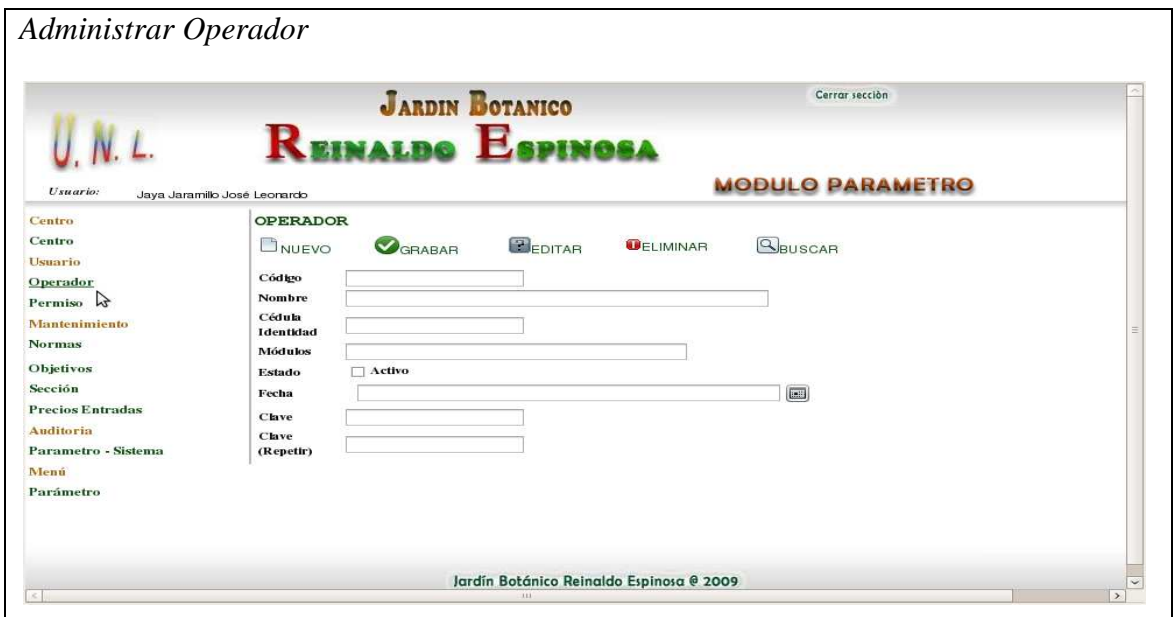 Administrar Operador
JARDIN BOTANICO
Cerrar secciòn
U. N. L.
REINALDO ESPINOSA
Usuario: Jaya Jaramillo José Leonardo
MODULO PARAMETRO
Centro
Centro
Usuario
Operador
Permiso
Mantenimiento
Normas
Objetivos
Sección
Precios Entradas
Auditoria
Parametro - Sistema
Menú
Parámetro
OPERADOR
NUEVO GRABAR EDITAR ELIMINAR BUSCAR
Código
Nombre
Cédula
Identidad
Módulos
Estado Activo
Fecha
Clave
Clave
(Repetir)
Jardín Botánico Reinaldo Espinosa @ 2009